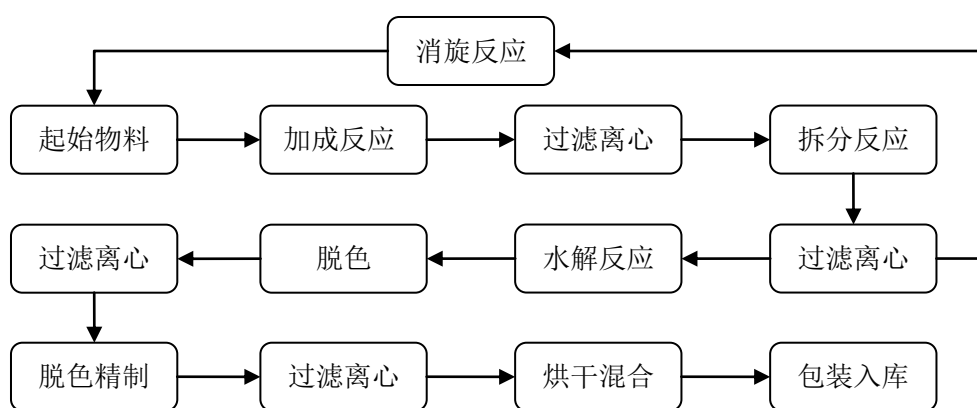 消旋反应
起始物料
加成反应
过滤离心
拆分反应
过滤离心
脱色
水解反应
过滤离心
脱色精制
过滤离心
烘干混合
包装入库